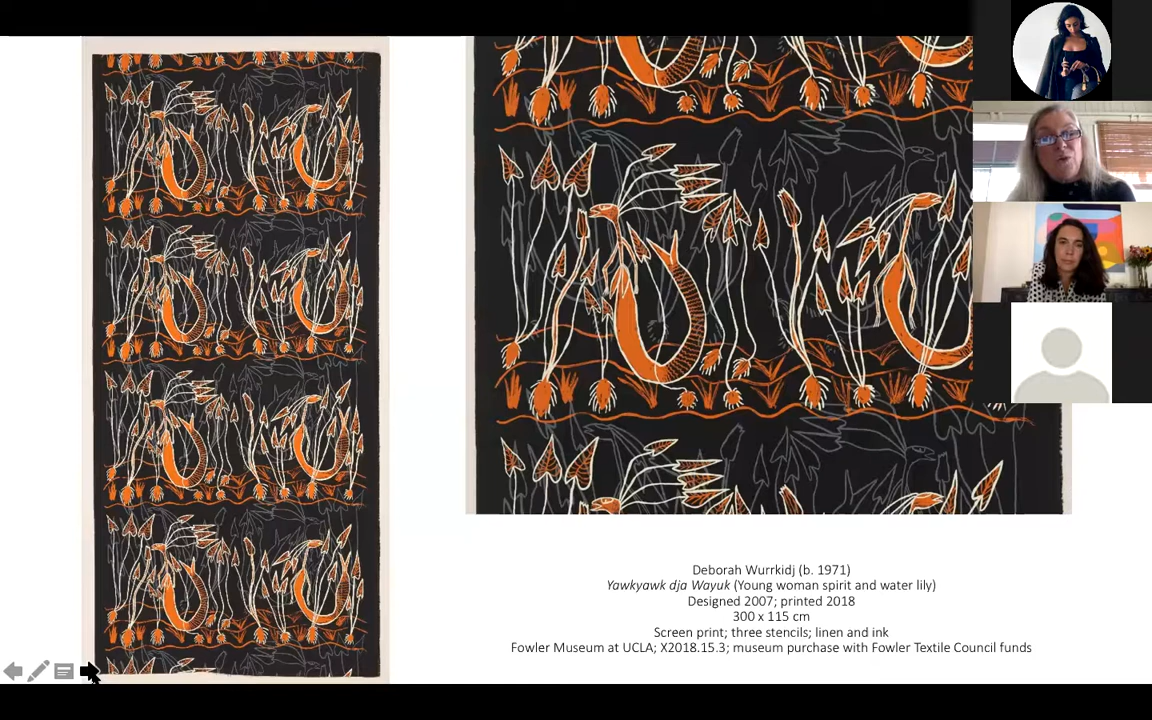 Deborah Wurrkidj (b. 1971)
Yawkyawk dja Wayuk (Young woman spirit and water lily)
Designed 2007; printed 2018
300 x 115 cm
Screen print; three stencils; linen and ink
Fowler Museum at UCLA; X2018.15.3; museum purchase with Fowler Textile Council funds